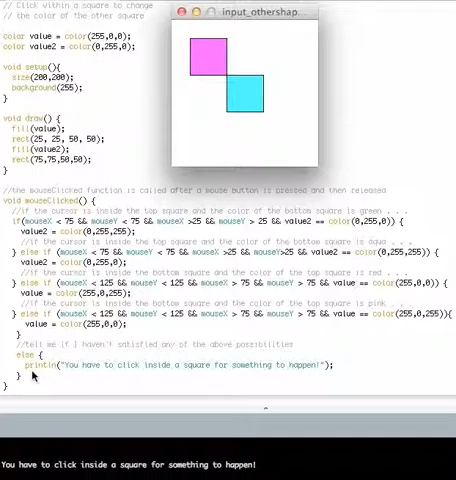 // Click within a square to change
// the color of the other square
color value = color(255,0,0);
color value2 = color(0,255,0);
void setup(){
size(200,200);
background(255);
}
void draw() {
fill(value);
rect(25, 25, 50, 50);
fill(value2);
rect(75,75,50,50);
}
input_othershap...
//the mouseClicked function is called after a mouse button is pressed and then released
void mouseClicked() {
//if the cursor is inside the top square and the color of the bottom square is green . . .
if(mouseX < 75 && mouseY < 75 && mouseX >25 && mouseY > 25 && value2 == color(0,255,0)) {
value2 = color(0,255,255);
//if the cursor is inside the top square and the color of the bottom square is aqua . . .
} else if (mouseX < 75 && mouseY < 75 && mouseX >25 &&mouseY>25 && value2 == color(0,255,255)) {
value2 = color(0,255,0);
//if the cursor is inside the bottom square and the color of the top square is red . . .
} else if (mouseX < 125 && mouseY < 125 && mouseX > 75 && mouseY > 75 && value == color(255,0,0)) {
value = color(255,0,255);
//if the cursor is inside the bottom square and the color of the top square is pink . . .
} else if (mouseX < 125 && mouseY < 125 && mouseX > 75 && mouseY > 75 && value == color(255,0,255)){
value = color(255,0,0);
}
//tell me if I haven't satisfied any of the above possibilities
else {
println("You have to click inside a square for something to happen!");
}
}
You have to click inside a square for something to happen!